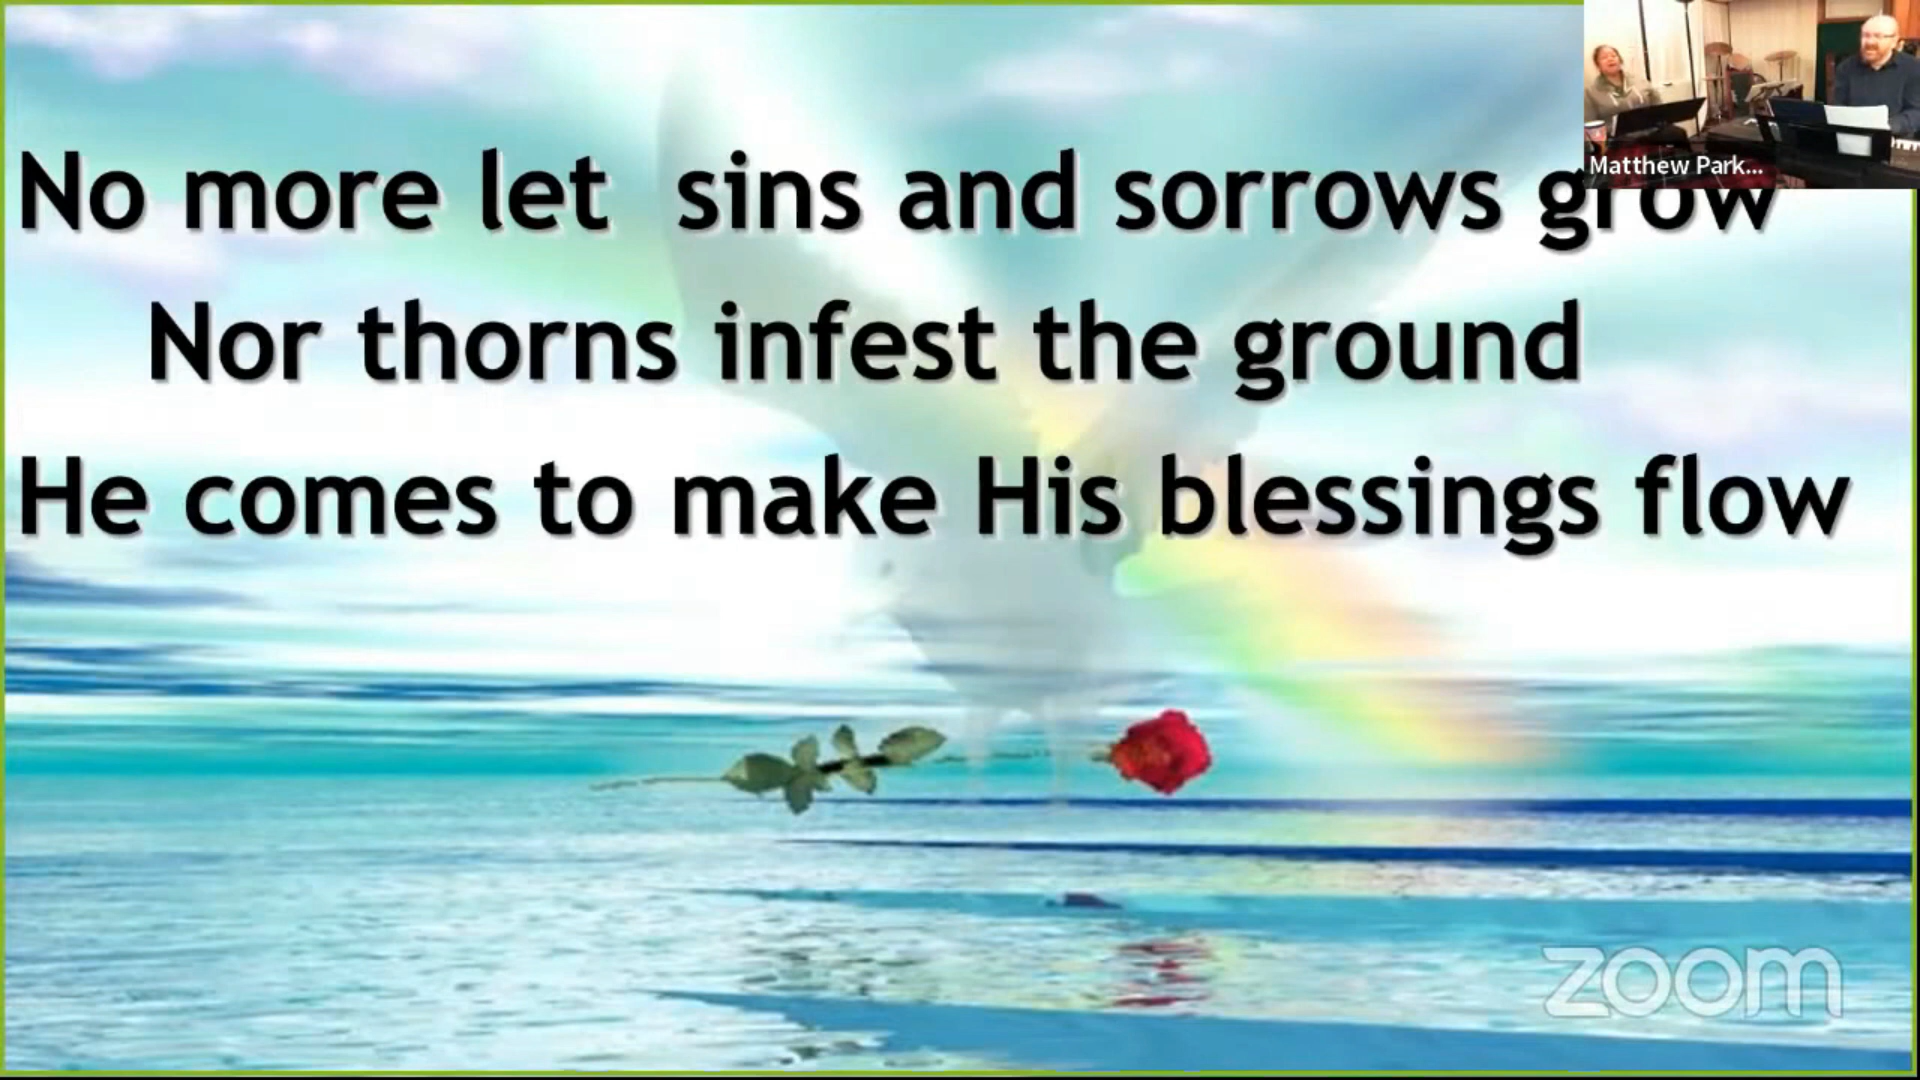 No more let sins and sorrows grow
Nor thorns infest the ground
He comes to make His blessings flow
Matthew Park...
zoom